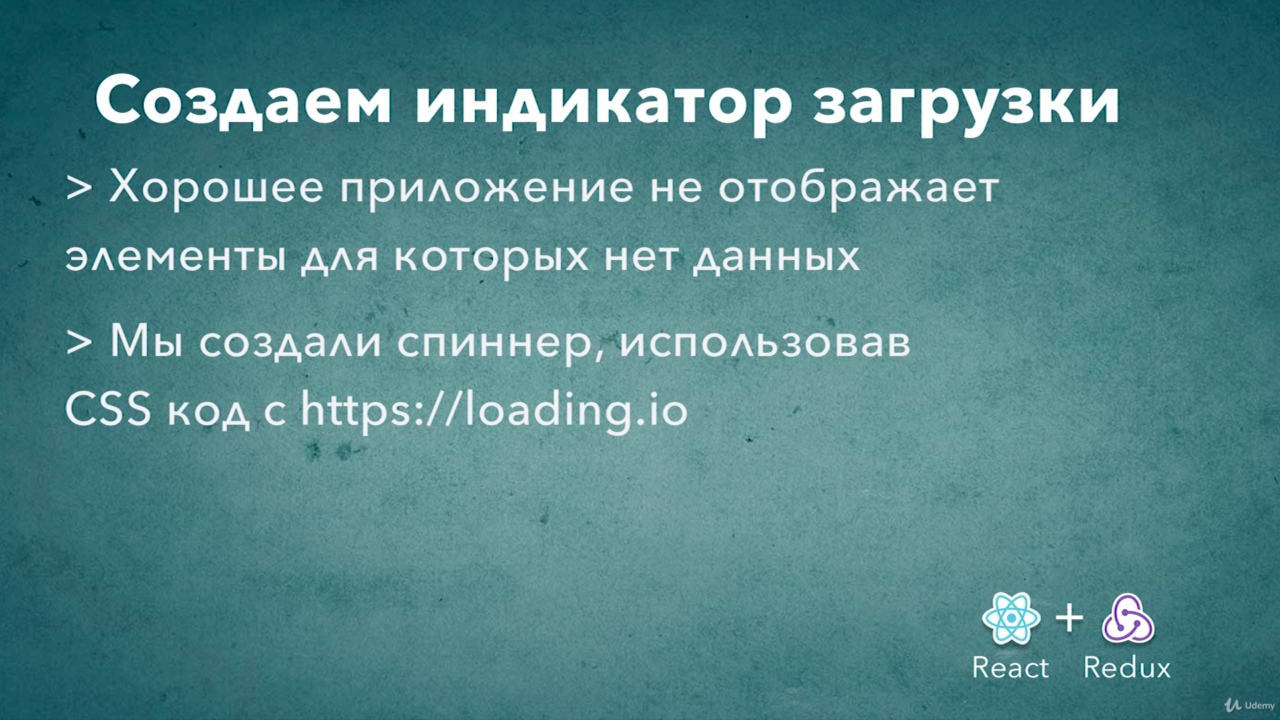 Создаем индикатор загрузки
> Хорошее приложение не отображает
элементы для которых нет данных
> Мы создали спиннер, использовав
CSS код с https://loading.io
+
React Redux
Udemy